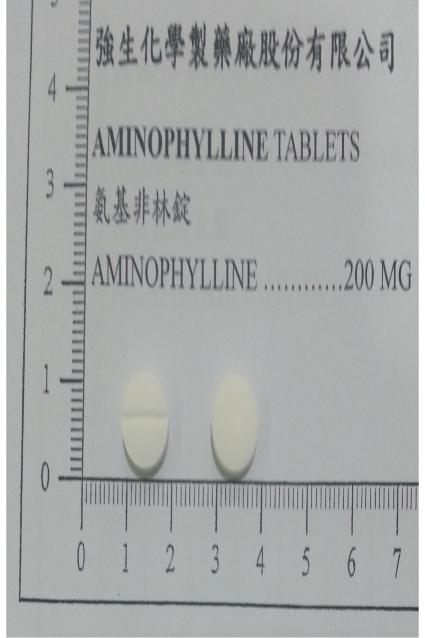 強生化學製藥廠股份有限公司
AMINOPHYLLINE TABLETS
氨基非林錠
AMINOPHYLLINE ............200 MG
4
3
2
1
0
0 1 2 3 4 5 6 7